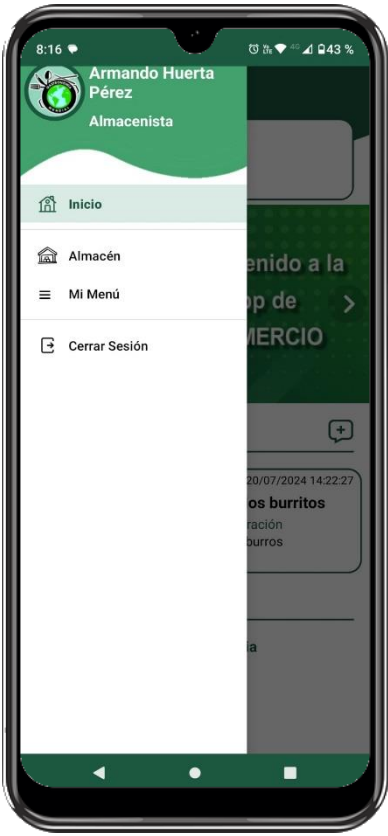 8:16
4G
43 %
Armando Huerta
Pérez
Almacenista
Inicio
Almacén
Mi Menú
Cerrar Sesión
enido a la
op de
MERCIO
20/07/2024 14:22:27
os burritos
ración
burros
ia